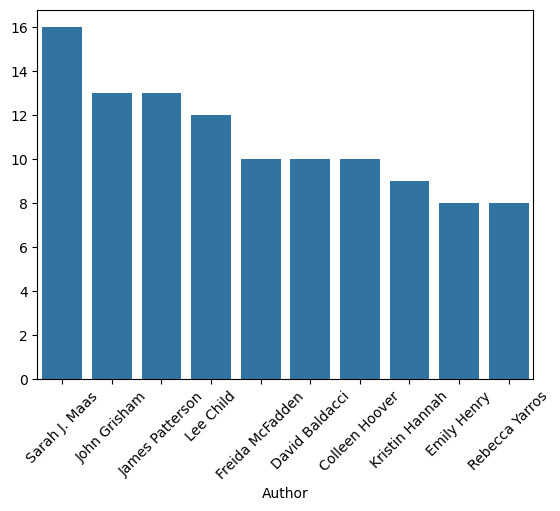 16
14
12
10
8
6
4
2
0
Sarah J. Maas
John Grisham
James Patterson
Lee Child
Freida McFadden
David Baldacci
Colleen Hoover
Kristin Hannah
Emily Henry
Rebecca Yarros
Author